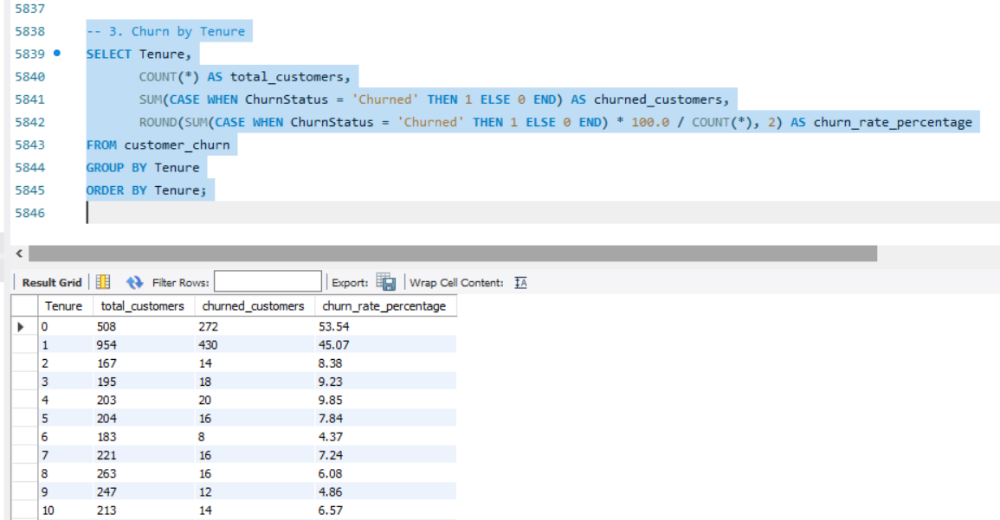 5837
5838 -- 3. Churn by Tenure
5839 SELECT Tenure,
5840 COUNT(*) AS total_customers,
5841 SUM(CASE WHEN ChurnStatus = 'Churned' THEN 1 ELSE 0 END) AS churned_customers,
5842 ROUND(SUM(CASE WHEN ChurnStatus = 'Churned' THEN 1 ELSE 0 END) * 100.0 / COUNT(*), 2) AS churn_rate_percentage
5843 FROM customer_churn
5844 GROUP BY Tenure
5845 ORDER BY Tenure;
5846
Result Grid Filter Rows: Export: Wrap Cell Content:
Tenure total_customers churned_customers churn_rate_percentage
0 508 272 53.54
1 954 430 45.07
2 167 14 8.38
3 195 18 9.23
4 203 20 9.85
5 204 16 7.84
6 183 8 4.37
7 221 16 7.24
8 263 16 6.08
9 247 12 4.86
10 213 14 6.57